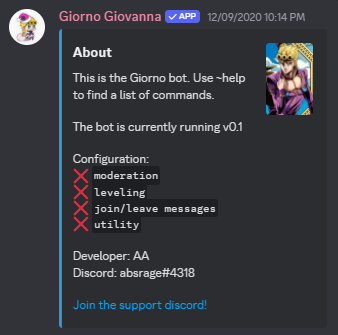 Giorno Giovanna ✓ APP 12/09/2020 10:14 PM
About
This is the Giorno bot. Use ~help
to find a list of commands.
The bot is currently running v0.1
Configuration:
❌ moderation
❌ leveling
❌ join/leave messages
❌ utility
Developer: AA
Discord: absrage#4318
Join the support discord!